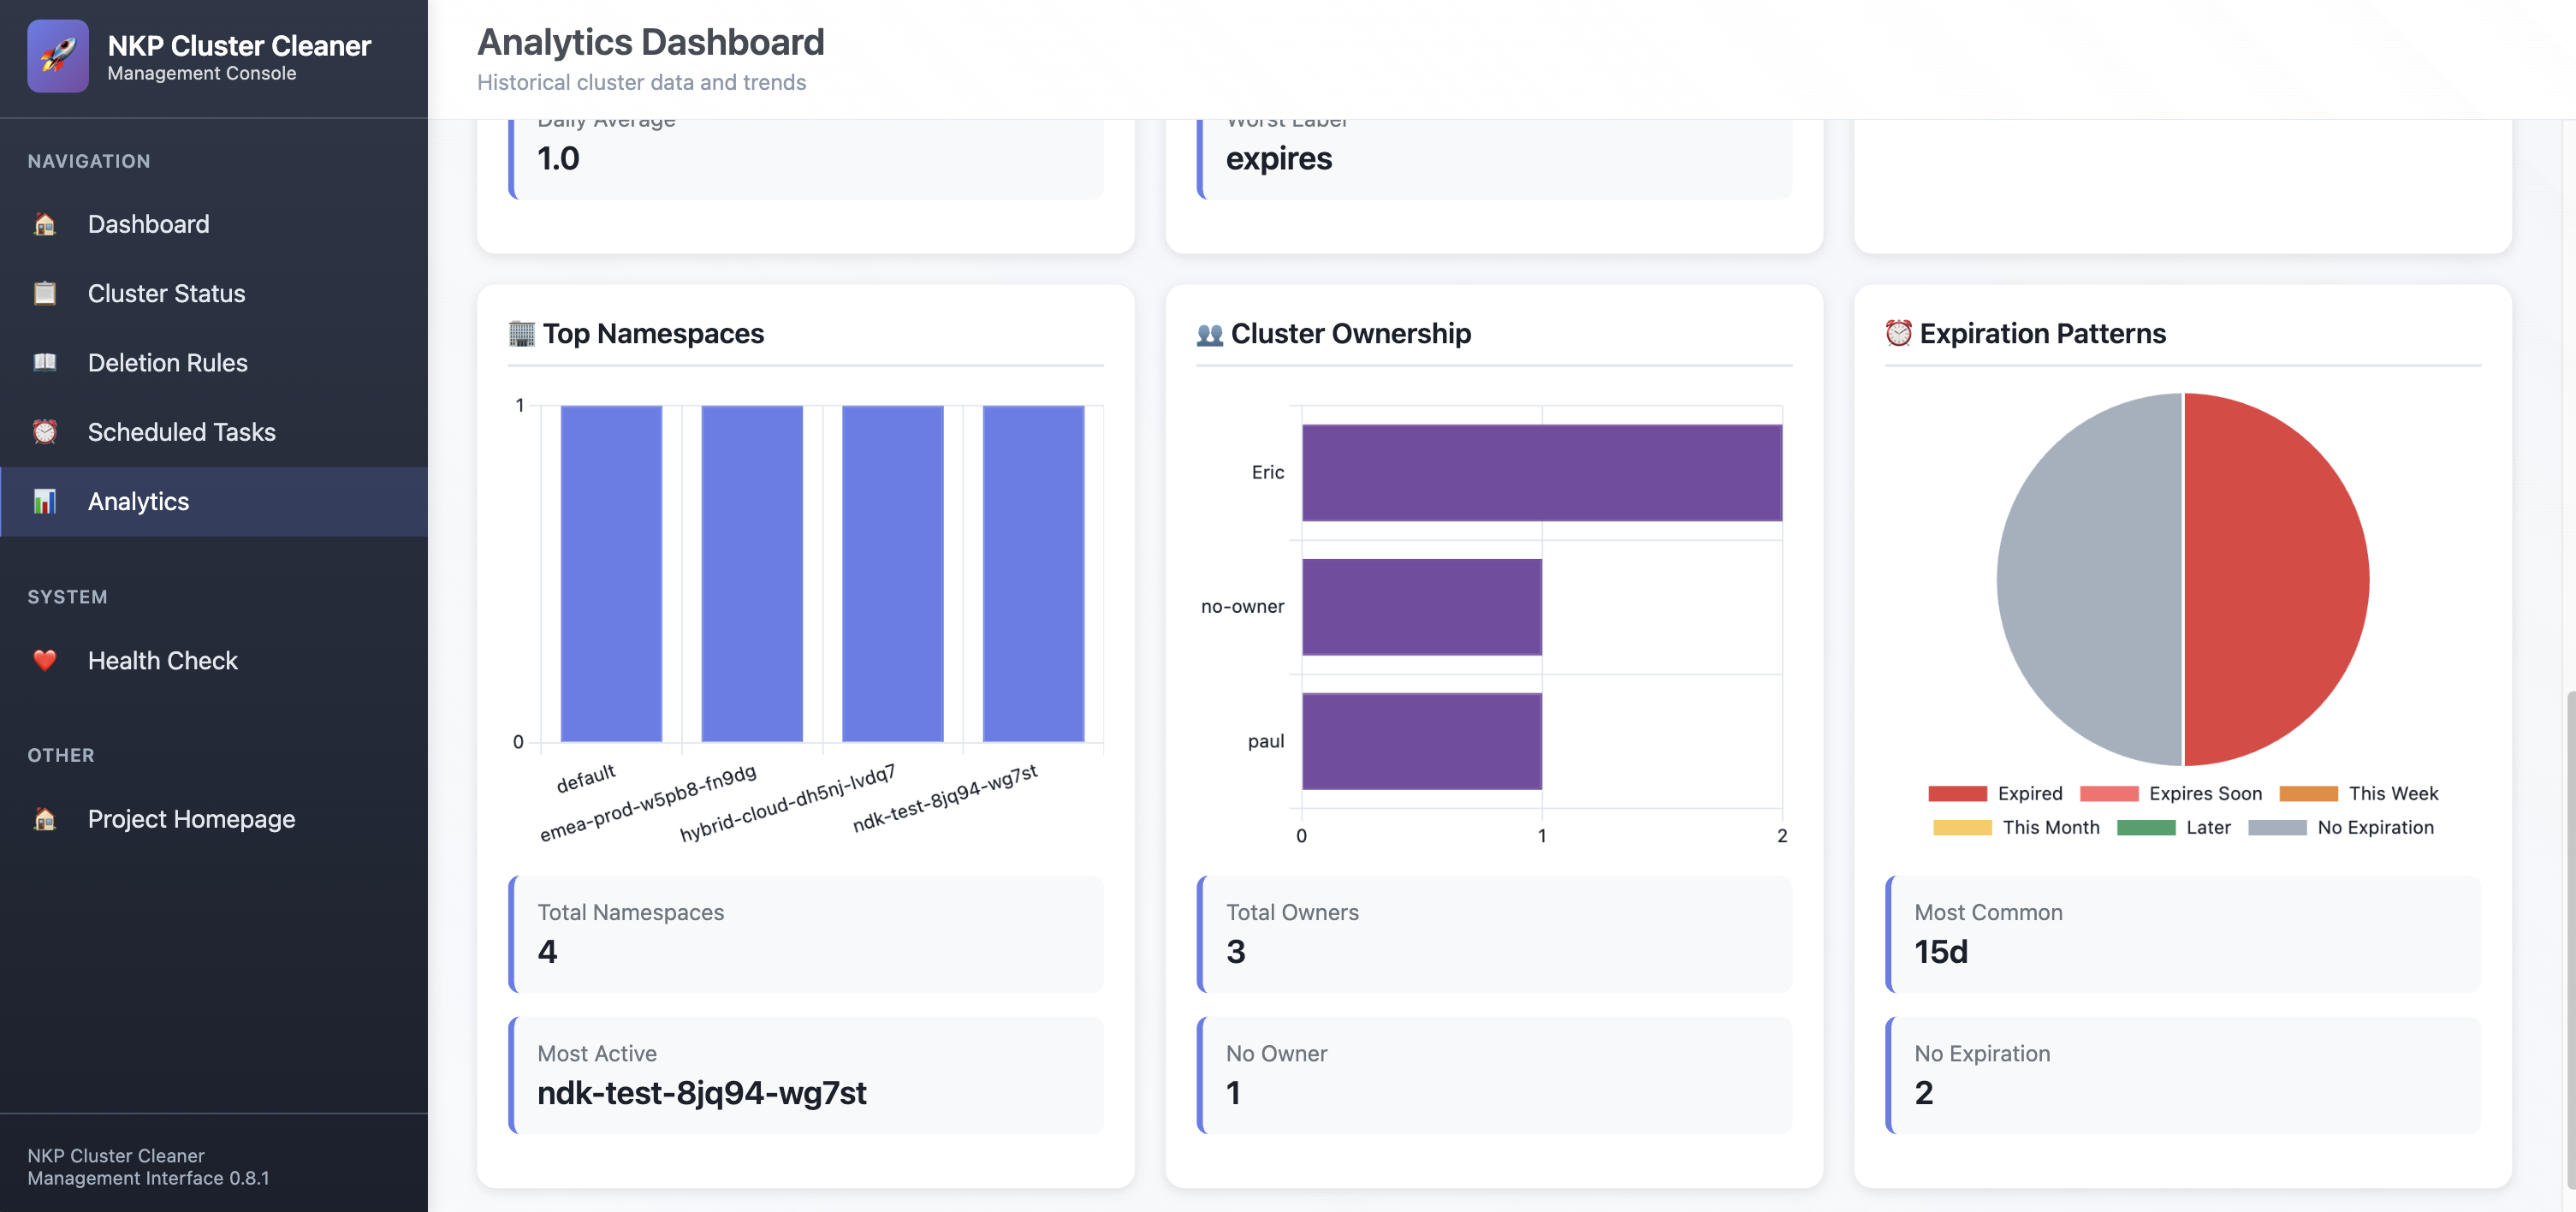 NKP Cluster Cleaner
Management Console
NAVIGATION
Dashboard
Cluster Status
Deletion Rules
Scheduled Tasks
Analytics
SYSTEM
Health Check
OTHER
Project Homepage
NKP Cluster Cleaner
Management Interface 0.8.1
Analytics Dashboard
Historical cluster data and trends
Daily Average
1.0
Worst Label
expires
Top Namespaces
1
0
default
emea-prod-w5pb8-fn9dg
hybrid-cloud-dh5nj-lvdq7
ndk-test-8jq94-wg7st
Total Namespaces
4
Most Active
ndk-test-8jq94-wg7st
Cluster Ownership
Eric
no-owner
paul
0 1 2
Total Owners
3
No Owner
1
Expiration Patterns
Expired Expires Soon This Week
This Month Later No Expiration
Most Common
15d
No Expiration
2